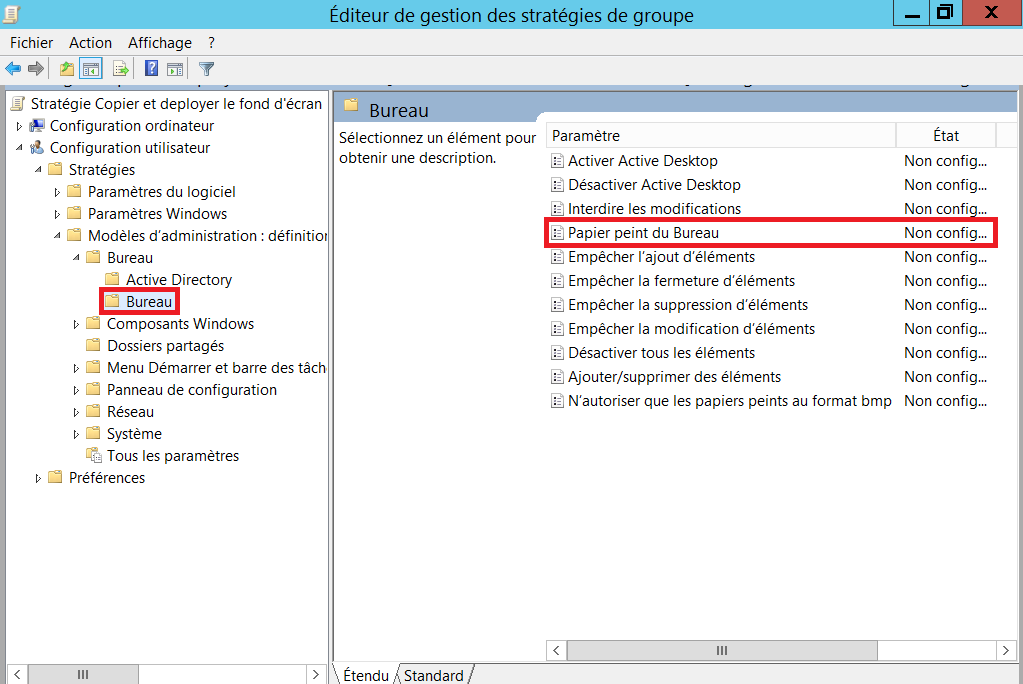 Éditeur de gestion des stratégies de groupe
Fichier Action Affichage ?
Stratégie Copier et deployer le fond d'écran
Configuration ordinateur
Configuration utilisateur
Stratégies
Paramètres du logiciel
Paramètres Windows
Modèles d'administration : définition
Bureau
Active Directory
Bureau
Composants Windows
Dossiers partagés
Menu Démarrer et barre des tâch
Panneau de configuration
Réseau
Système
Tous les paramètres
Préférences
Bureau
Sélectionnez un élément pour
obtenir une description.
Paramètre État
Activer Active Desktop Non config...
Désactiver Active Desktop Non config...
Interdire les modifications Non config...
Papier peint du Bureau Non config...
Empêcher l'ajout d'éléments Non config...
Empêcher la fermeture d'éléments Non config...
Empêcher la suppression d'éléments Non config...
Empêcher la modification d'éléments Non config...
Désactiver tous les éléments Non config...
Ajouter/supprimer des éléments Non config...
N'autoriser que les papiers peints au format bmp Non config...
Étendu Standard